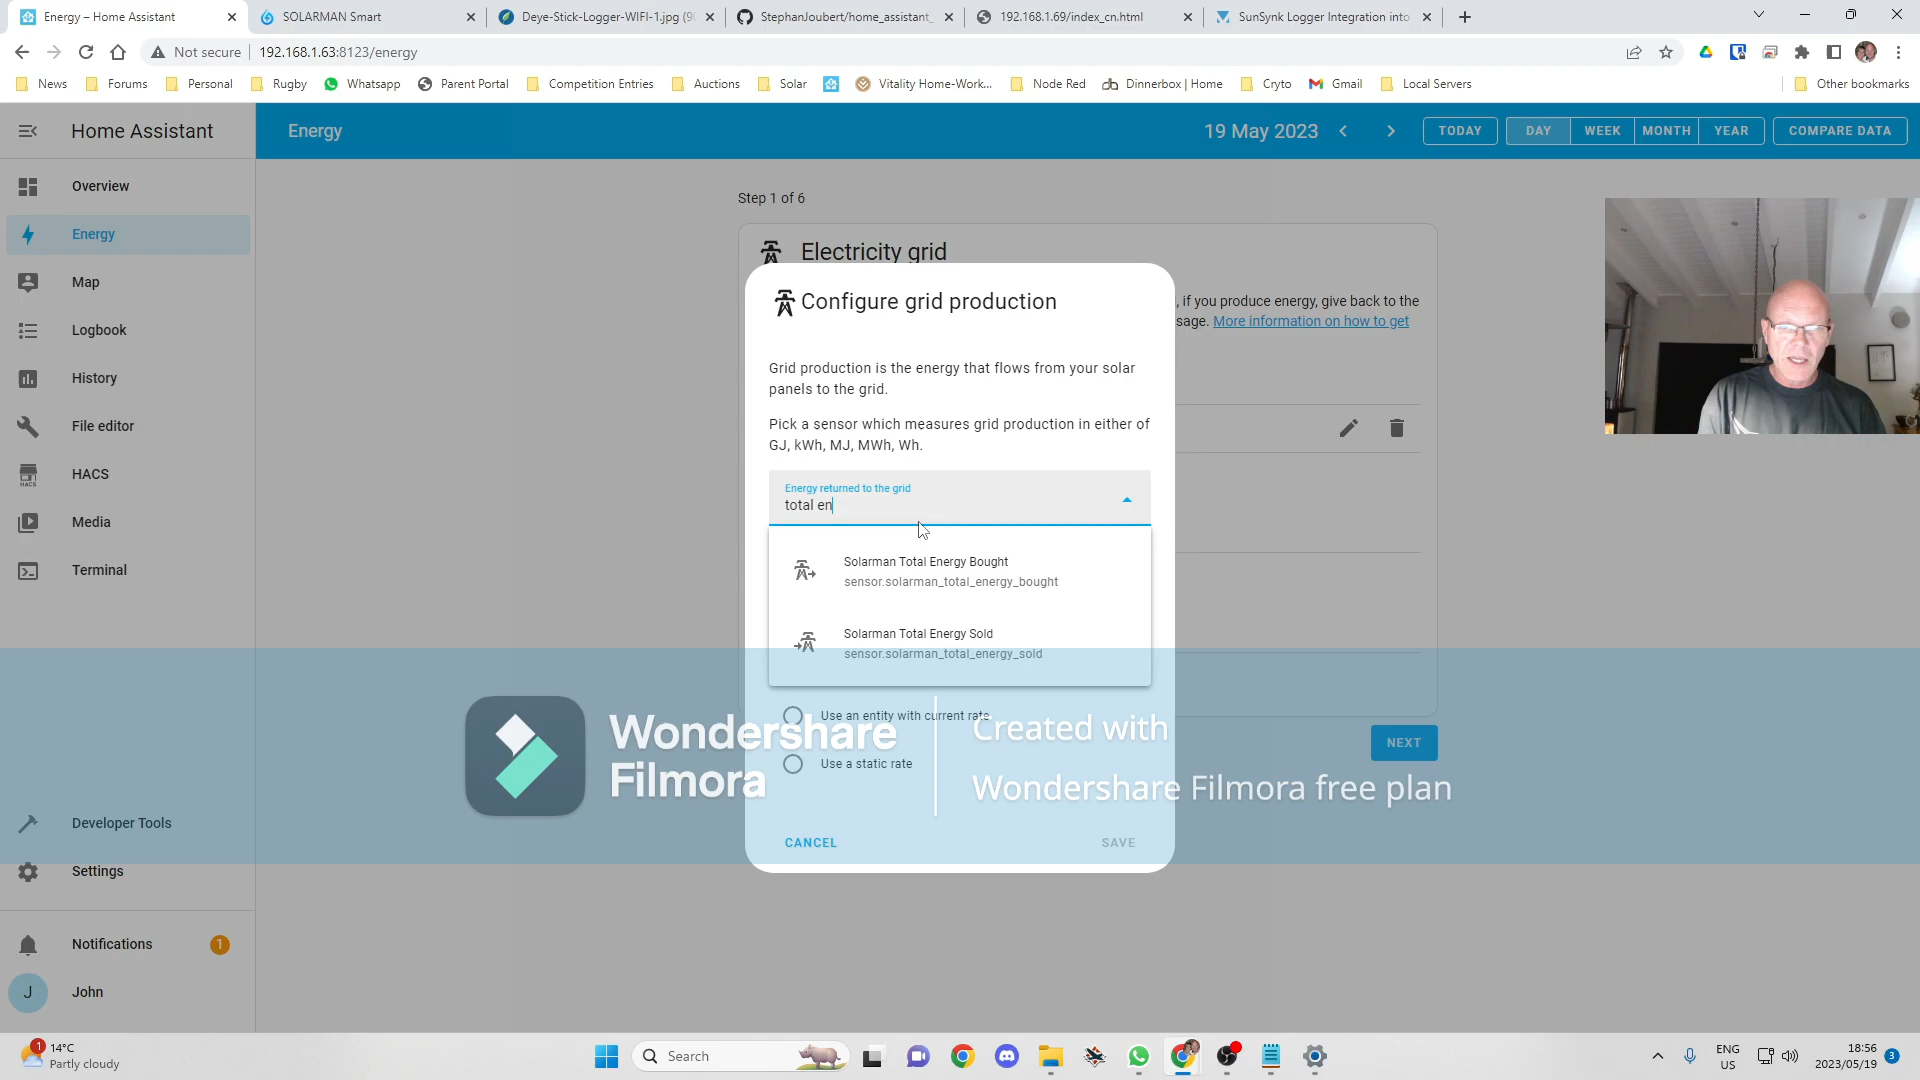 Energy – Home Assistant
SOLARMAN Smart
Deye-Stick-Logger-WIFI-1.jpg (90
StephanJoubert/home_assistant_
192.168.1.69/index_cn.html
SunSynk Logger Integration into
Not secure
192.168.1.63:8123/energy
News
Forums
Personal
Rugby
Whatsapp
Parent Portal
Competition Entries
Auctions
Solar
Vitality Home-Work...
Node Red
Dinnerbox | Home
Cryto
Gmail
Local Servers
Other bookmarks
Home Assistant
Energy
19 May 2023
TODAY
DAY
WEEK
MONTH
YEAR
COMPARE DATA
Overview
Energy
Map
Logbook
History
File editor
HACS
HACS
Media
Terminal
Developer Tools
Settings
Notifications
1
J
John
Step 1 of 6
Electricity grid
, if you produce energy, give back to the
sage. More information on how to get
Configure grid production
Grid production is the energy that flows from your solar
panels to the grid.
Pick a sensor which measures grid production in either of
GJ, kWh, MJ, MWh, Wh.
Energy returned to the grid
total en
Solarman Total Energy Bought
sensor.solarman_total_energy_bought
Solarman Total Energy Sold
sensor.solarman_total_energy_sold
Use an entity with current rate
Use a static rate
CANCEL
SAVE
NEXT
Wondershare
Filmora
Created with
Wondershare Filmora free plan
1
14°C
Partly cloudy
Search
ENG
US
18:56
2023/05/19
3